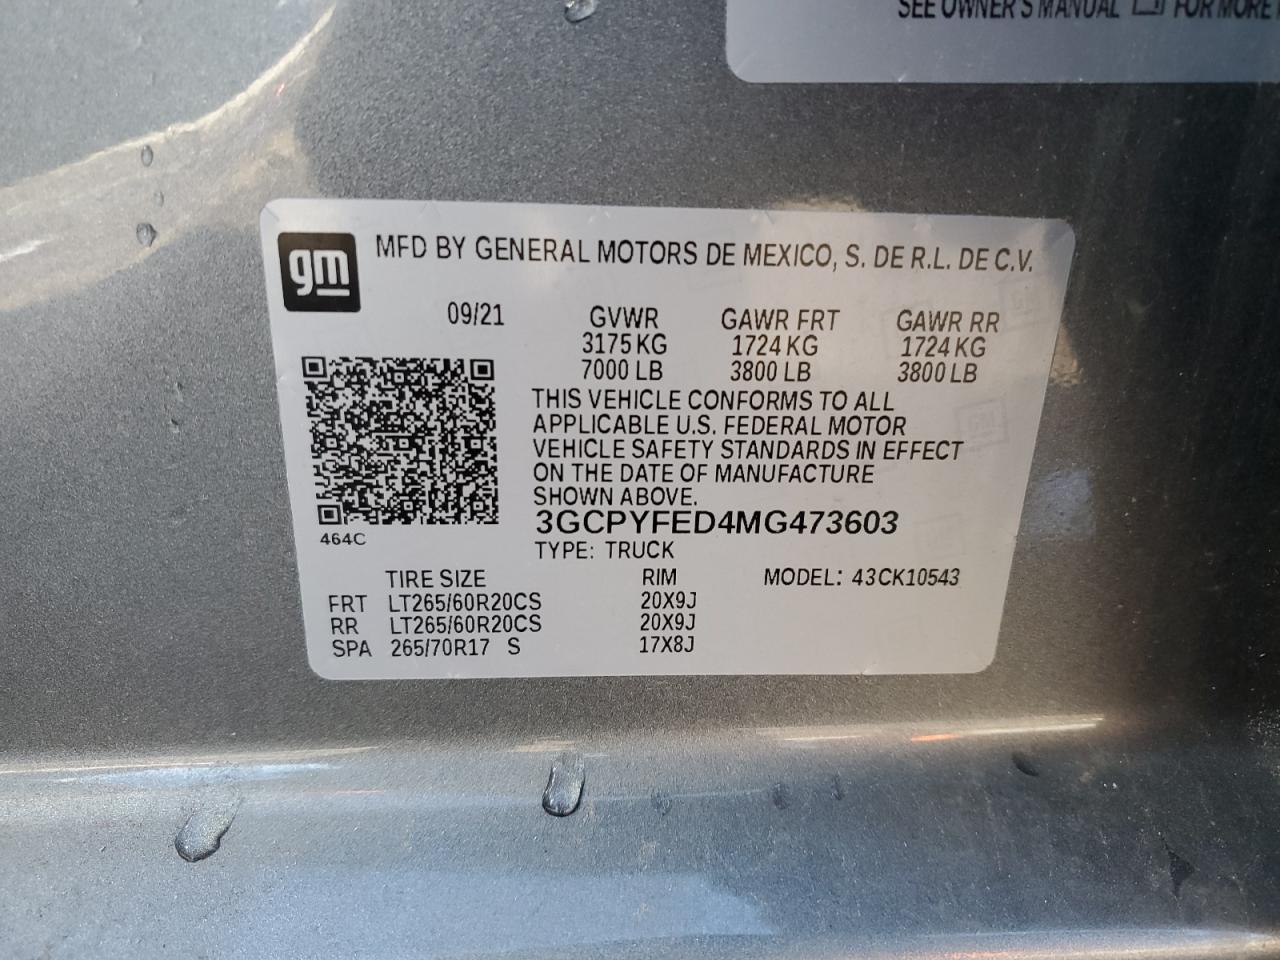 SEE OWNER'S MANUAL FOR MORE
gm
MFD BY GENERAL MOTORS DE MEXICO, S. DE R.L. DE C.V.
09/21 GVWR GAWR FRT GAWR RR
3175 KG 1724 KG 1724 KG
7000 LB 3800 LB 3800 LB
THIS VEHICLE CONFORMS TO ALL
APPLICABLE U.S. FEDERAL MOTOR
VEHICLE SAFETY STANDARDS IN EFFECT
ON THE DATE OF MANUFACTURE
SHOWN ABOVE.
3GCPYFED4MG473603
464C
TYPE: TRUCK
TIRE SIZE RIM MODEL: 43CK10543
FRT LT265/60R20CS 20X9J
RR LT265/60R20CS 20X9J
SPA 265/70R17 S 17X8J